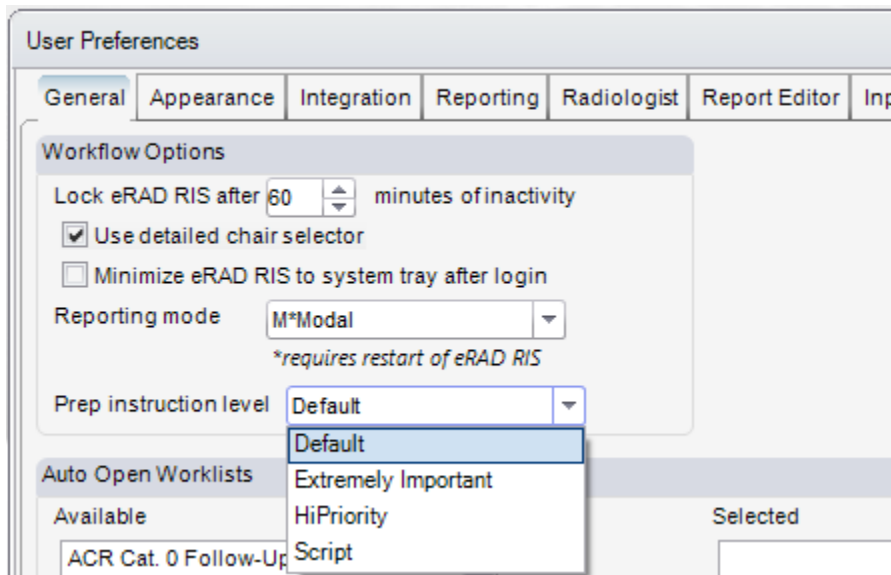 User Preferences
General Appearance Integration Reporting Radiologist Report Editor
Workflow Options
Lock eRAD RIS after 60 minutes of inactivity
Use detailed chair selector
Minimize eRAD RIS to system tray after login
Reporting mode M*Modal
*requires restart of eRAD RIS
Prep instruction level Default
Default
Extremely Important
HiPriority
Script
Auto Open Worklists
Available Selected
ACR Cat. 0 Follow-Up